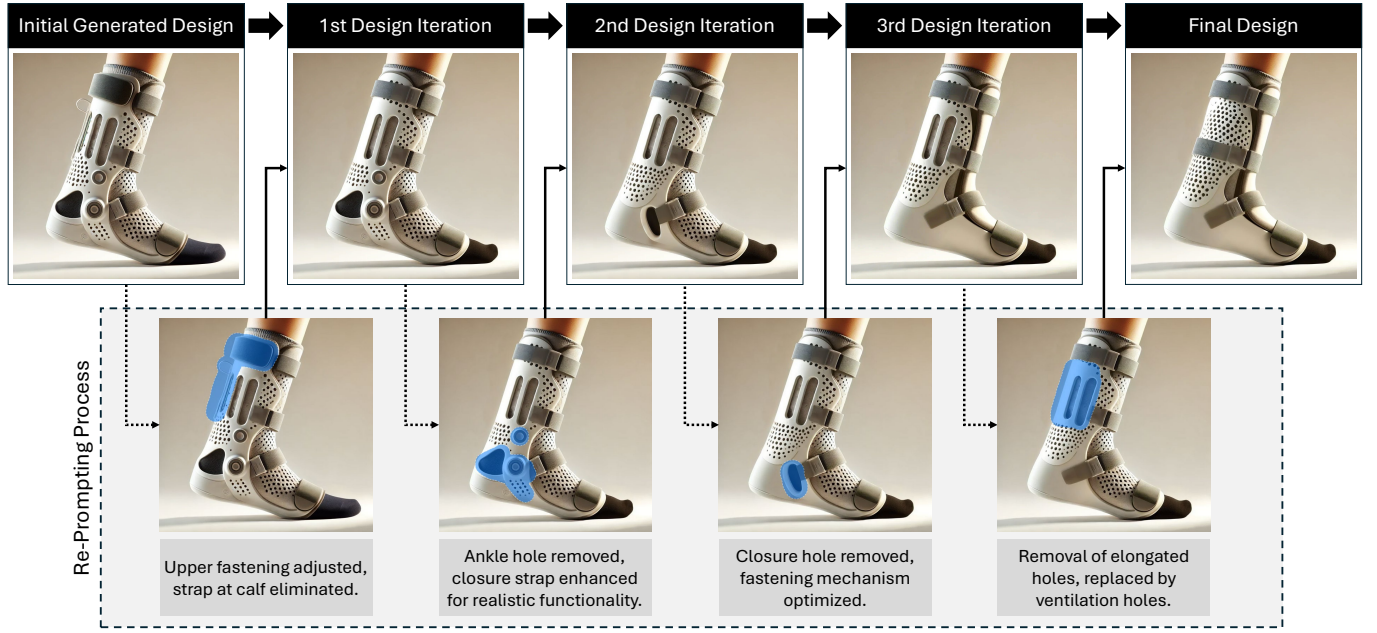 Initial Generated Design
1st Design Iteration
2nd Design Iteration
3rd Design Iteration
Final Design
Re-Prompting Process
Upper fastening adjusted,
strap at calf eliminated.
Ankle hole removed,
closure strap enhanced
for realistic functionality.
Closure hole removed,
fastening mechanism
optimized.
Removal of elongated
holes, replaced by
ventilation holes.